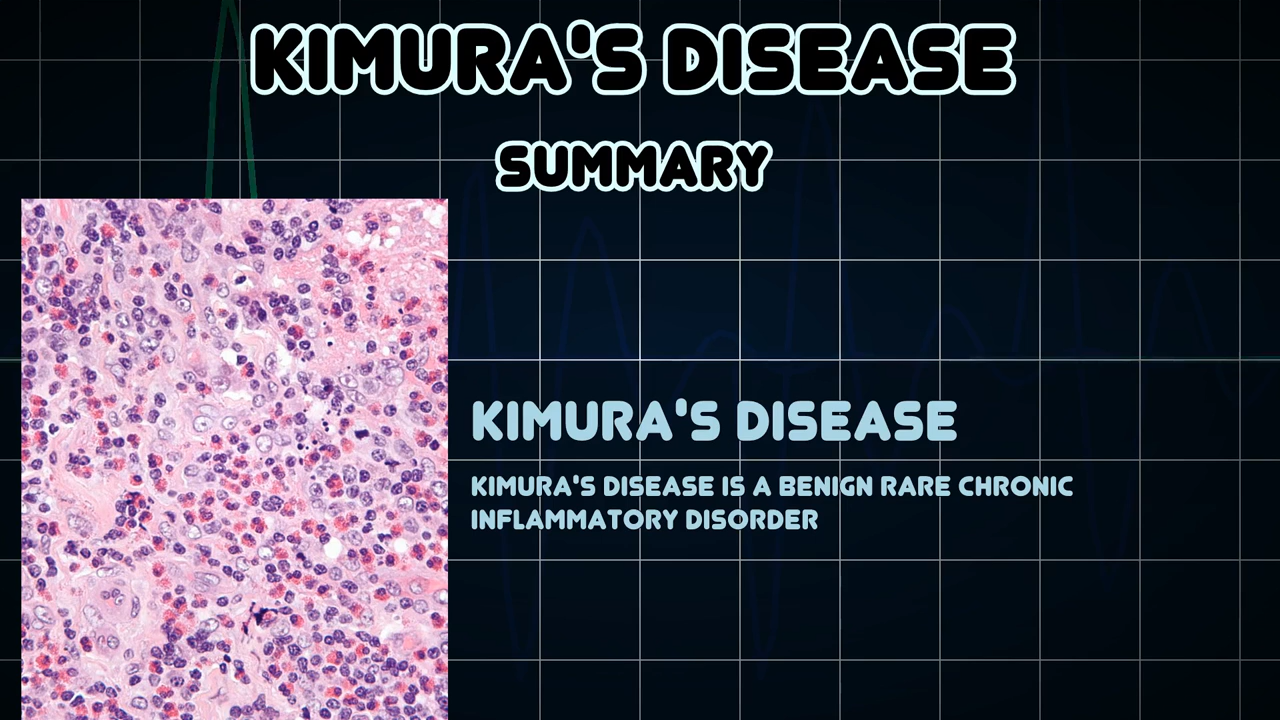 KIMURA'S DISEASE
SUMMARY
KIMURA'S DISEASE
KIMURA'S DISEASE IS A BENIGN RARE CHRONIC
INFLAMMATORY DISORDER